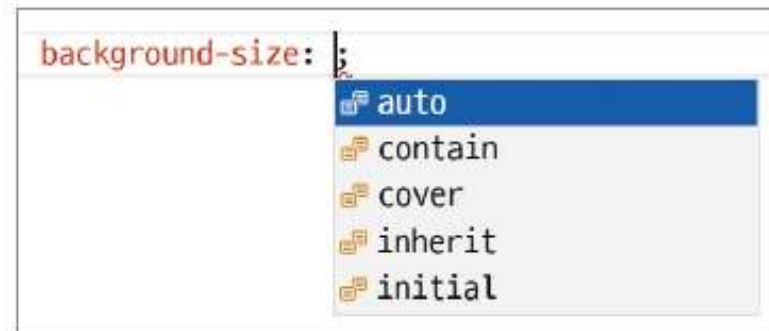 background-size: ;
auto
contain
cover
inherit
initial